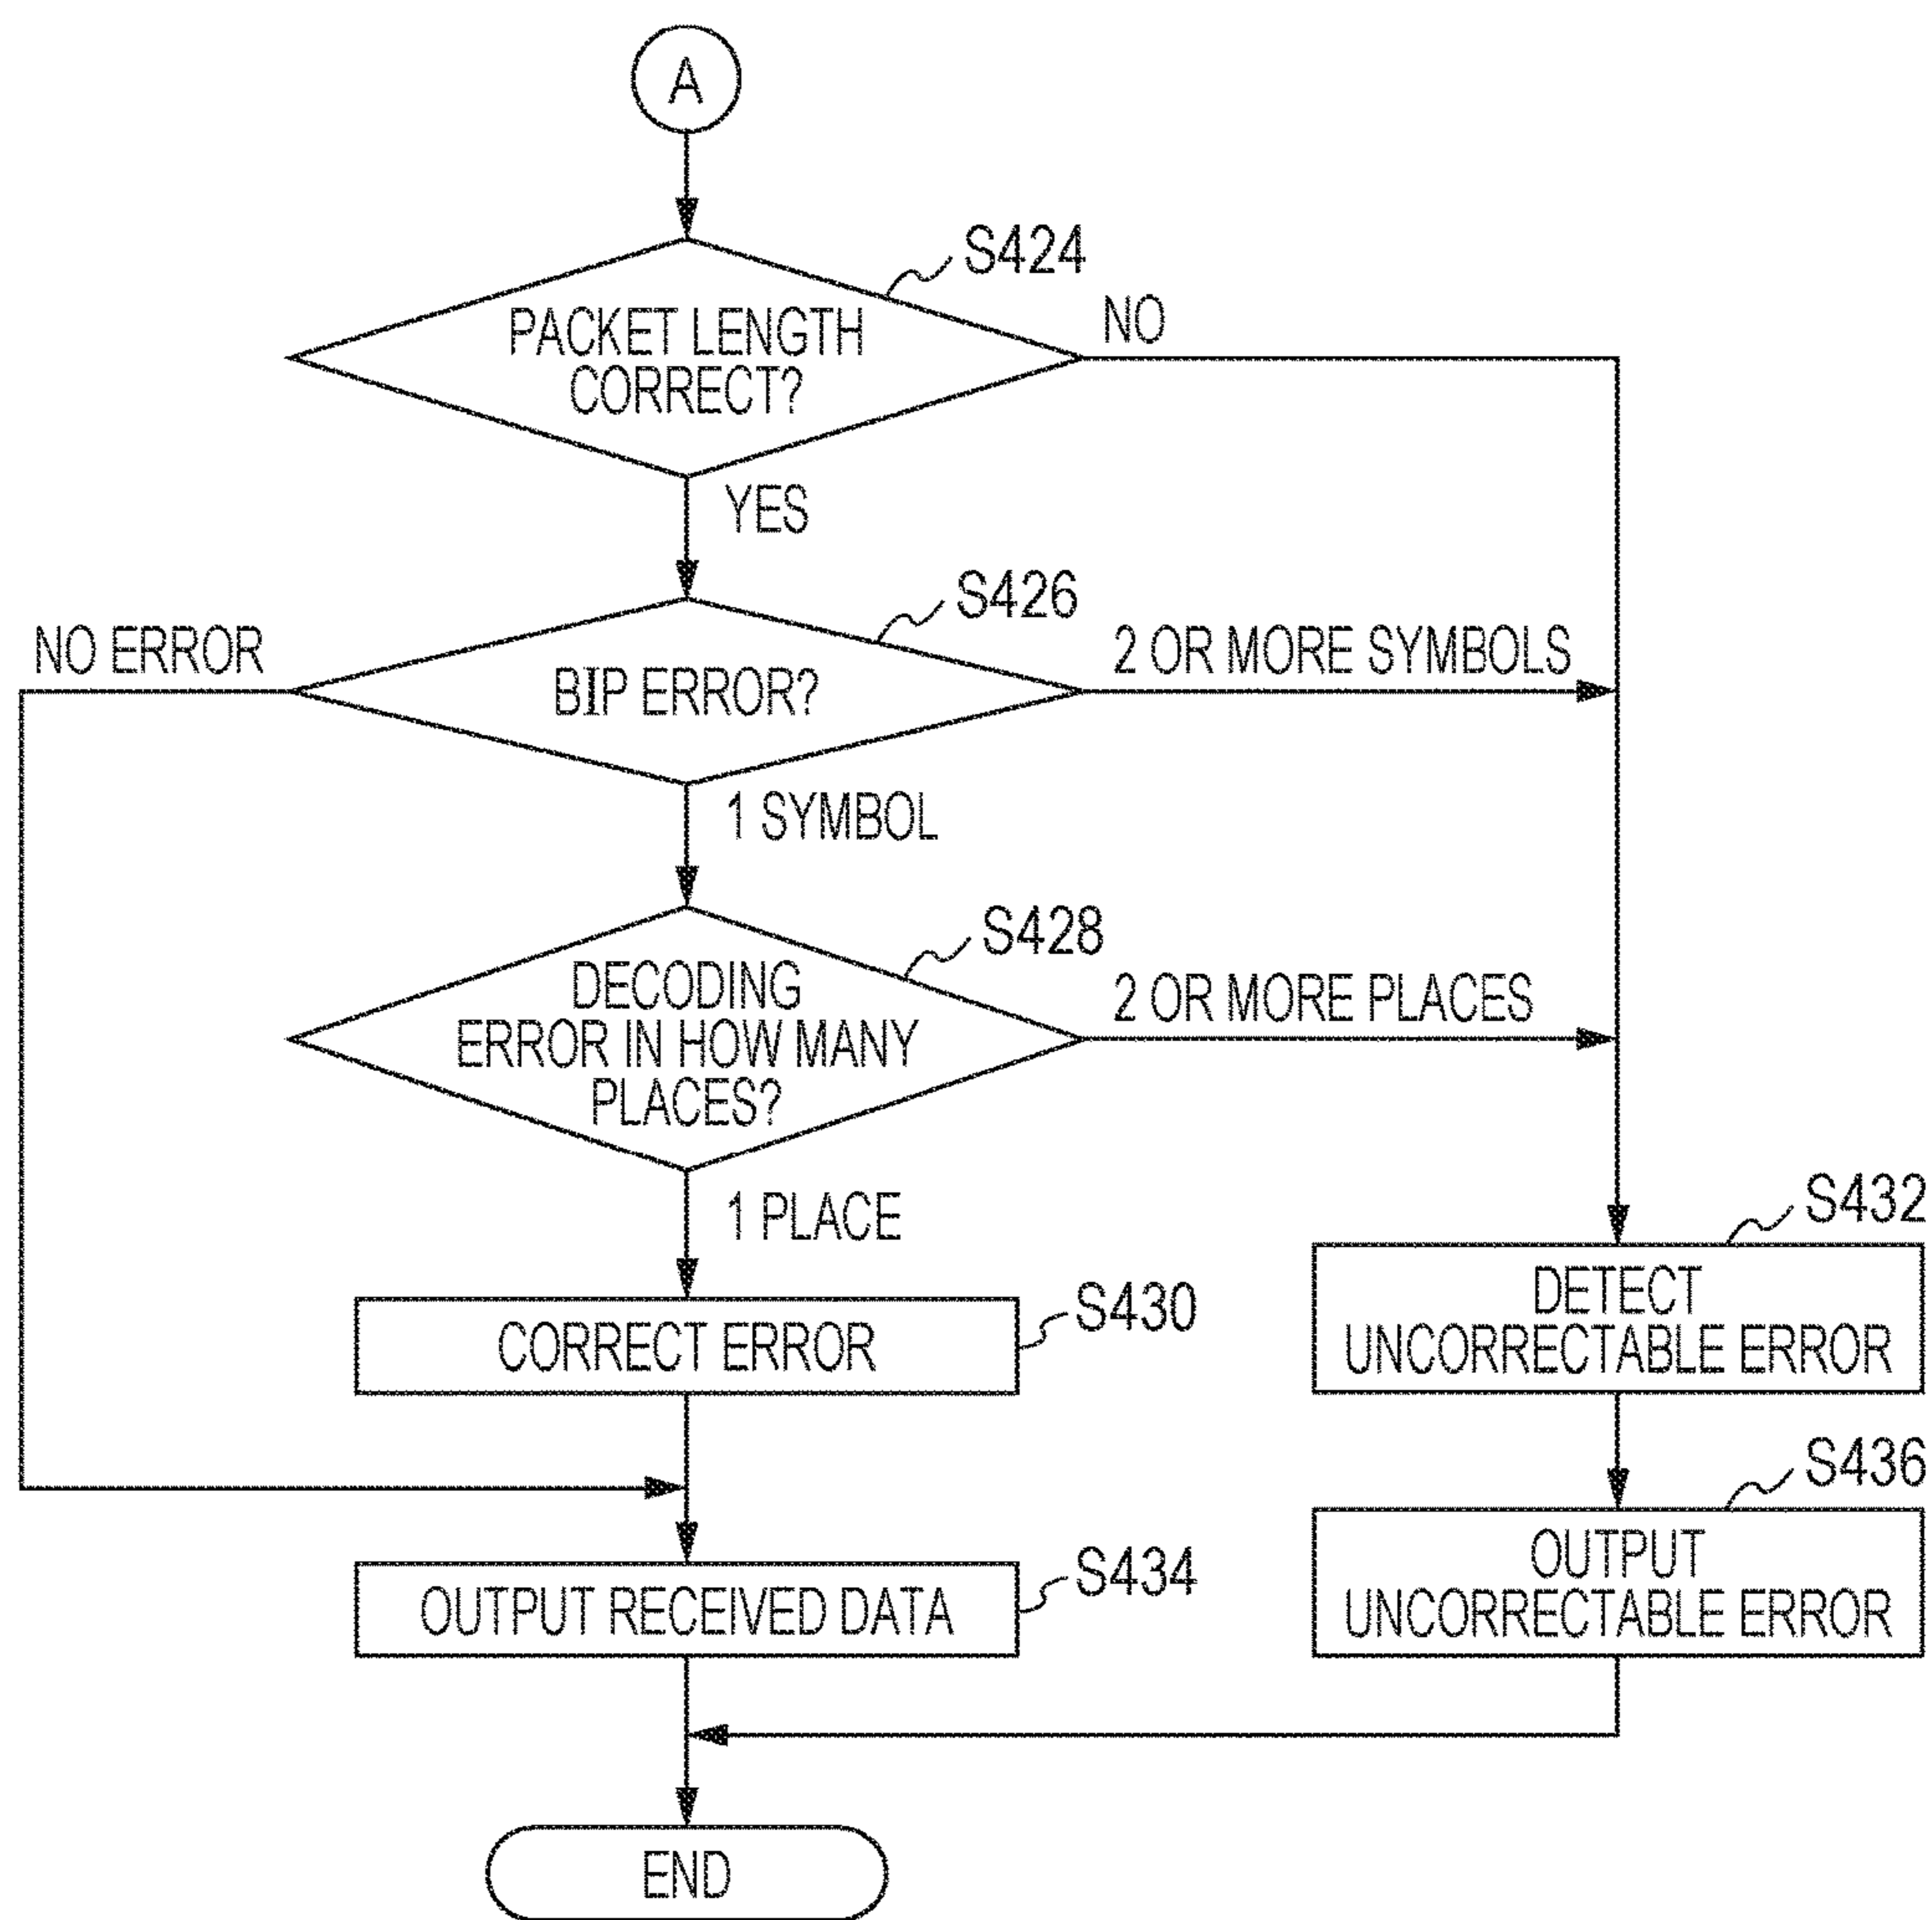 A
S424
PACKET LENGTH
CORRECT?
NO
YES
S426
NO ERROR
BIP ERROR?
2 OR MORE SYMBOLS
1 SYMBOL
S428
DECODING
ERROR IN HOW MANY
PLACES?
2 OR MORE PLACES
1 PLACE
S432
DETECT
UNCORRECTABLE ERROR
S430
CORRECT ERROR
S436
OUTPUT
UNCORRECTABLE ERROR
S434
OUTPUT RECEIVED DATA
END